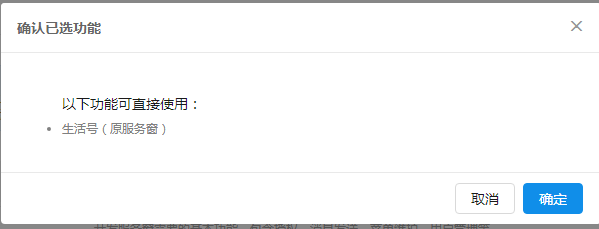 确认已选功能
以下功能可直接使用：
生活号（原服务窗）
取消
确定